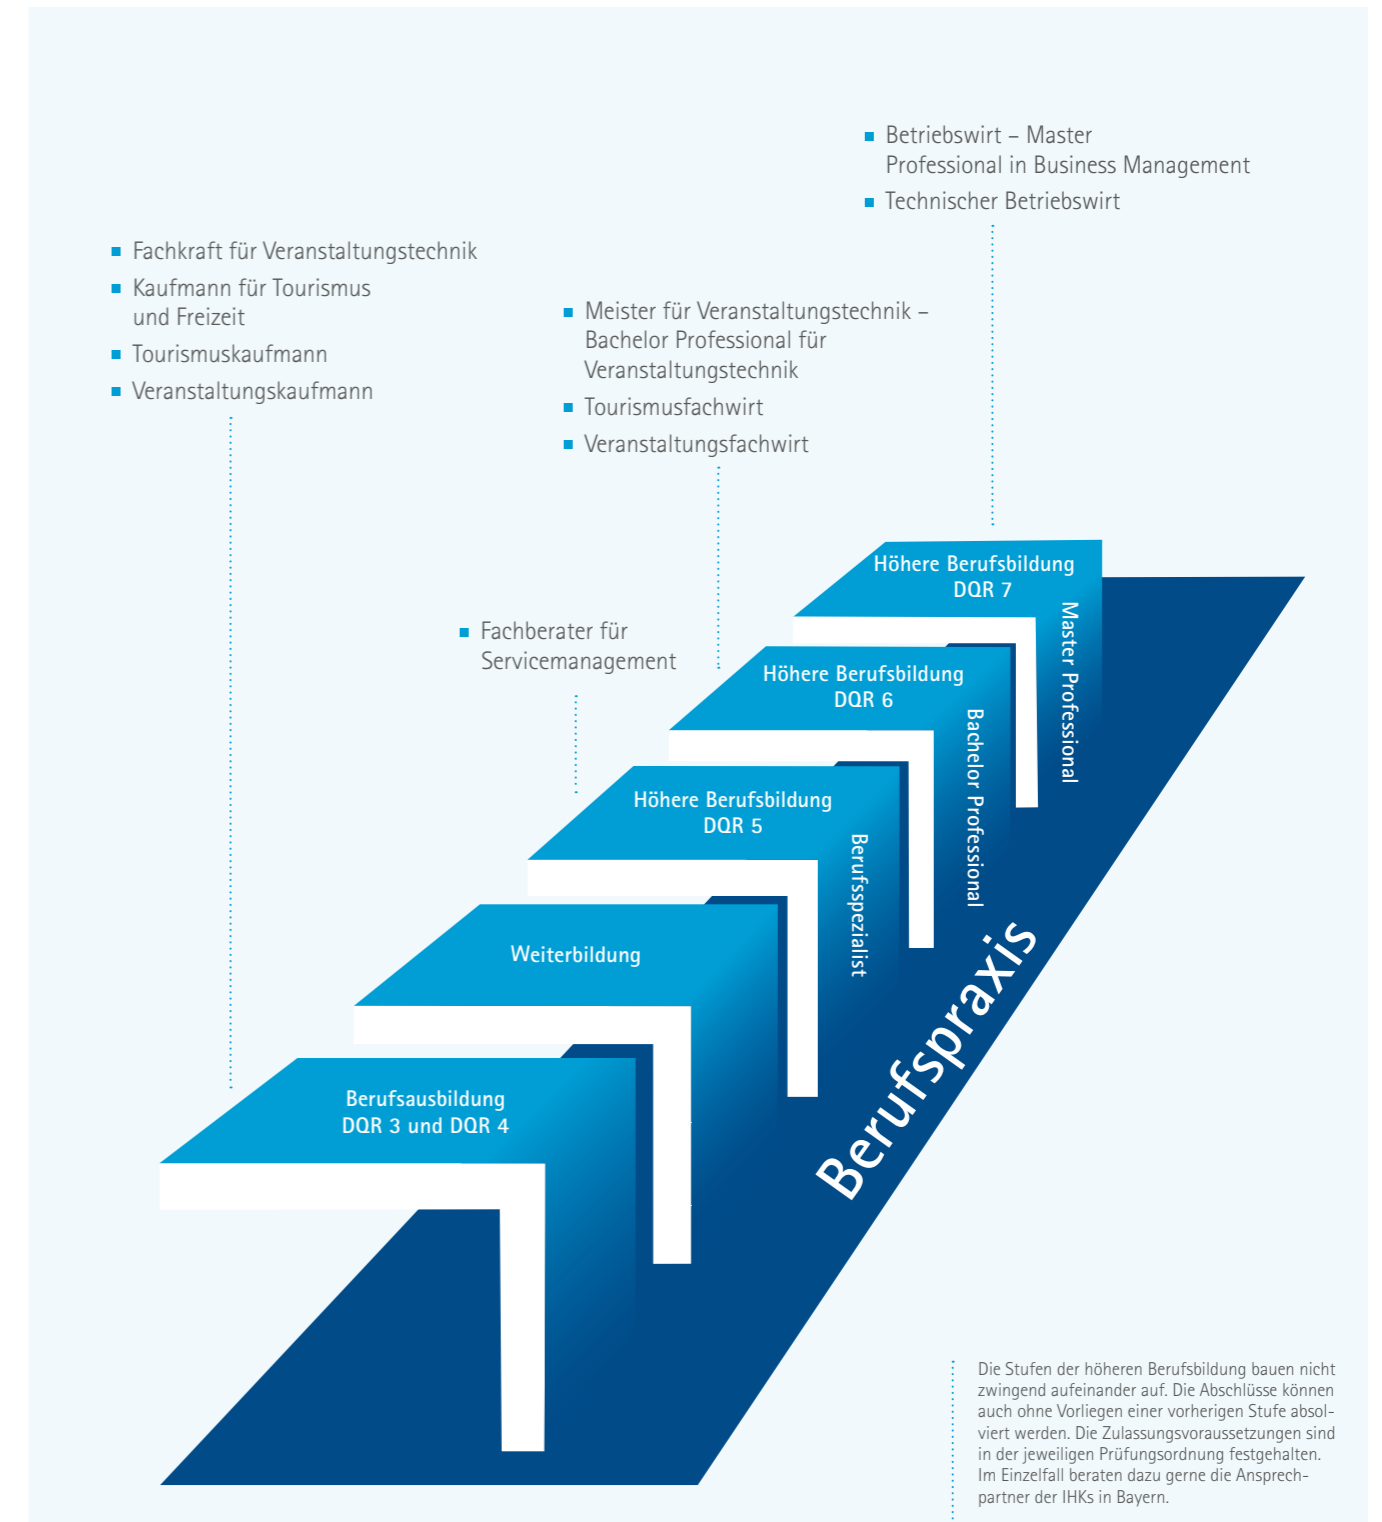 Betriebswirt – Master
Professional in Business Management
Technischer Betriebswirt
Fachkraft für Veranstaltungstechnik
Kaufmann für Tourismus
und Freizeit
Tourismuskaufmann
Veranstaltungskaufmann
Meister für Veranstaltungstechnik –
Bachelor Professional für
Veranstaltungstechnik
Tourismusfachwirt
Veranstaltungsfachwirt
Fachberater für
Servicemanagement
Höhere Berufsbildung
DQR 7
Master Professional
Höhere Berufsbildung
DQR 6
Bachelor Professional
Höhere Berufsbildung
DQR 5
Berufsspezialist
Weiterbildung
Berufsausbildung
DQR 3 und DQR 4
Berufspraxis
Die Stufen der höheren Berufsbildung bauen nicht
zwingend aufeinander auf. Die Abschlüsse können
auch ohne Vorliegen einer vorherigen Stufe absol-
viert werden. Die Zulassungsvoraussetzungen sind
in der jeweiligen Prüfungsordnung festgehalten.
Im Einzelfall beraten dazu gerne die Ansprech-
partner der IHKs in Bayern.